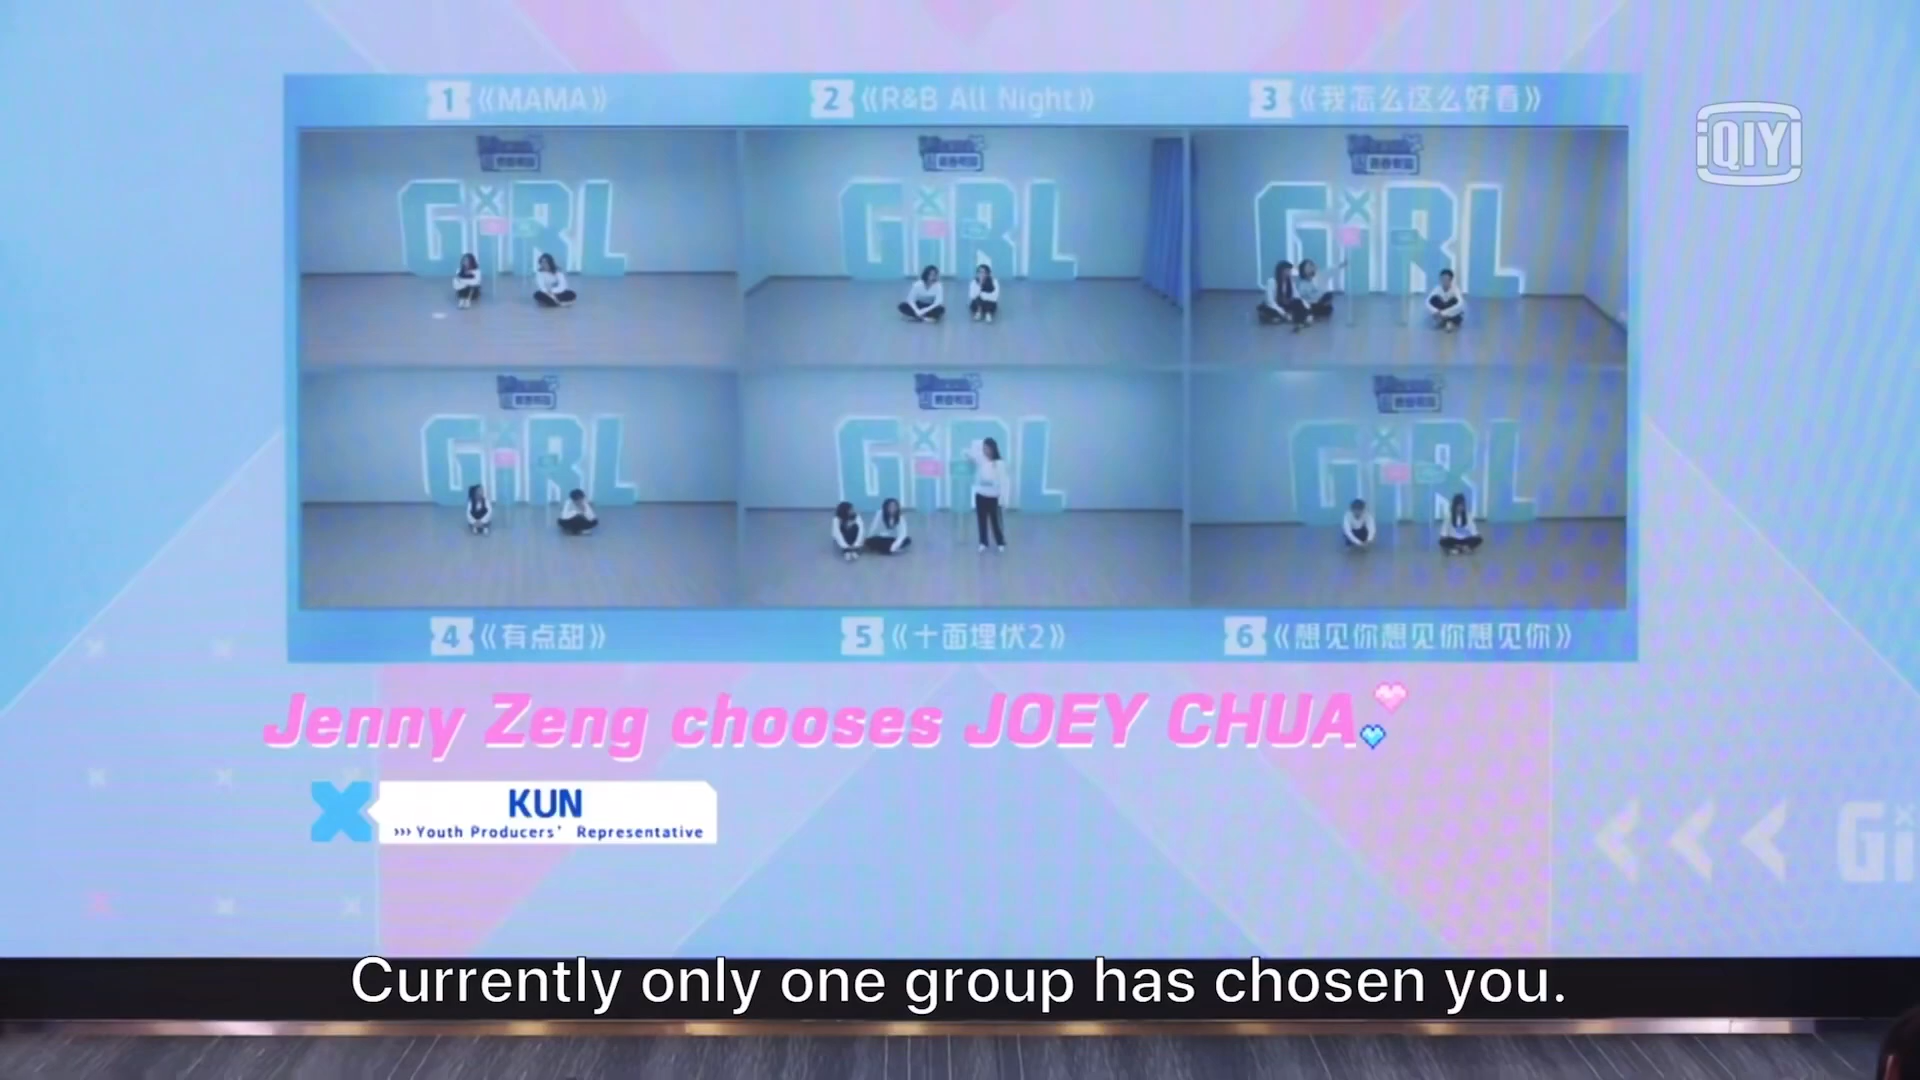 1 《MAMA》
2 《R&B All Night》
3 《我怎么这么好看》
iQIYI
GIRL
GIRL
GIRL
GIRL
GIRL
GIRL
4 《有点甜》
5 《十面埋伏2》
6 《想见你想见你想见你》
Jenny Zeng chooses JOEY CHUA
KUN
››› Youth Producers' Representative
Gi
Currently only one group has chosen you.